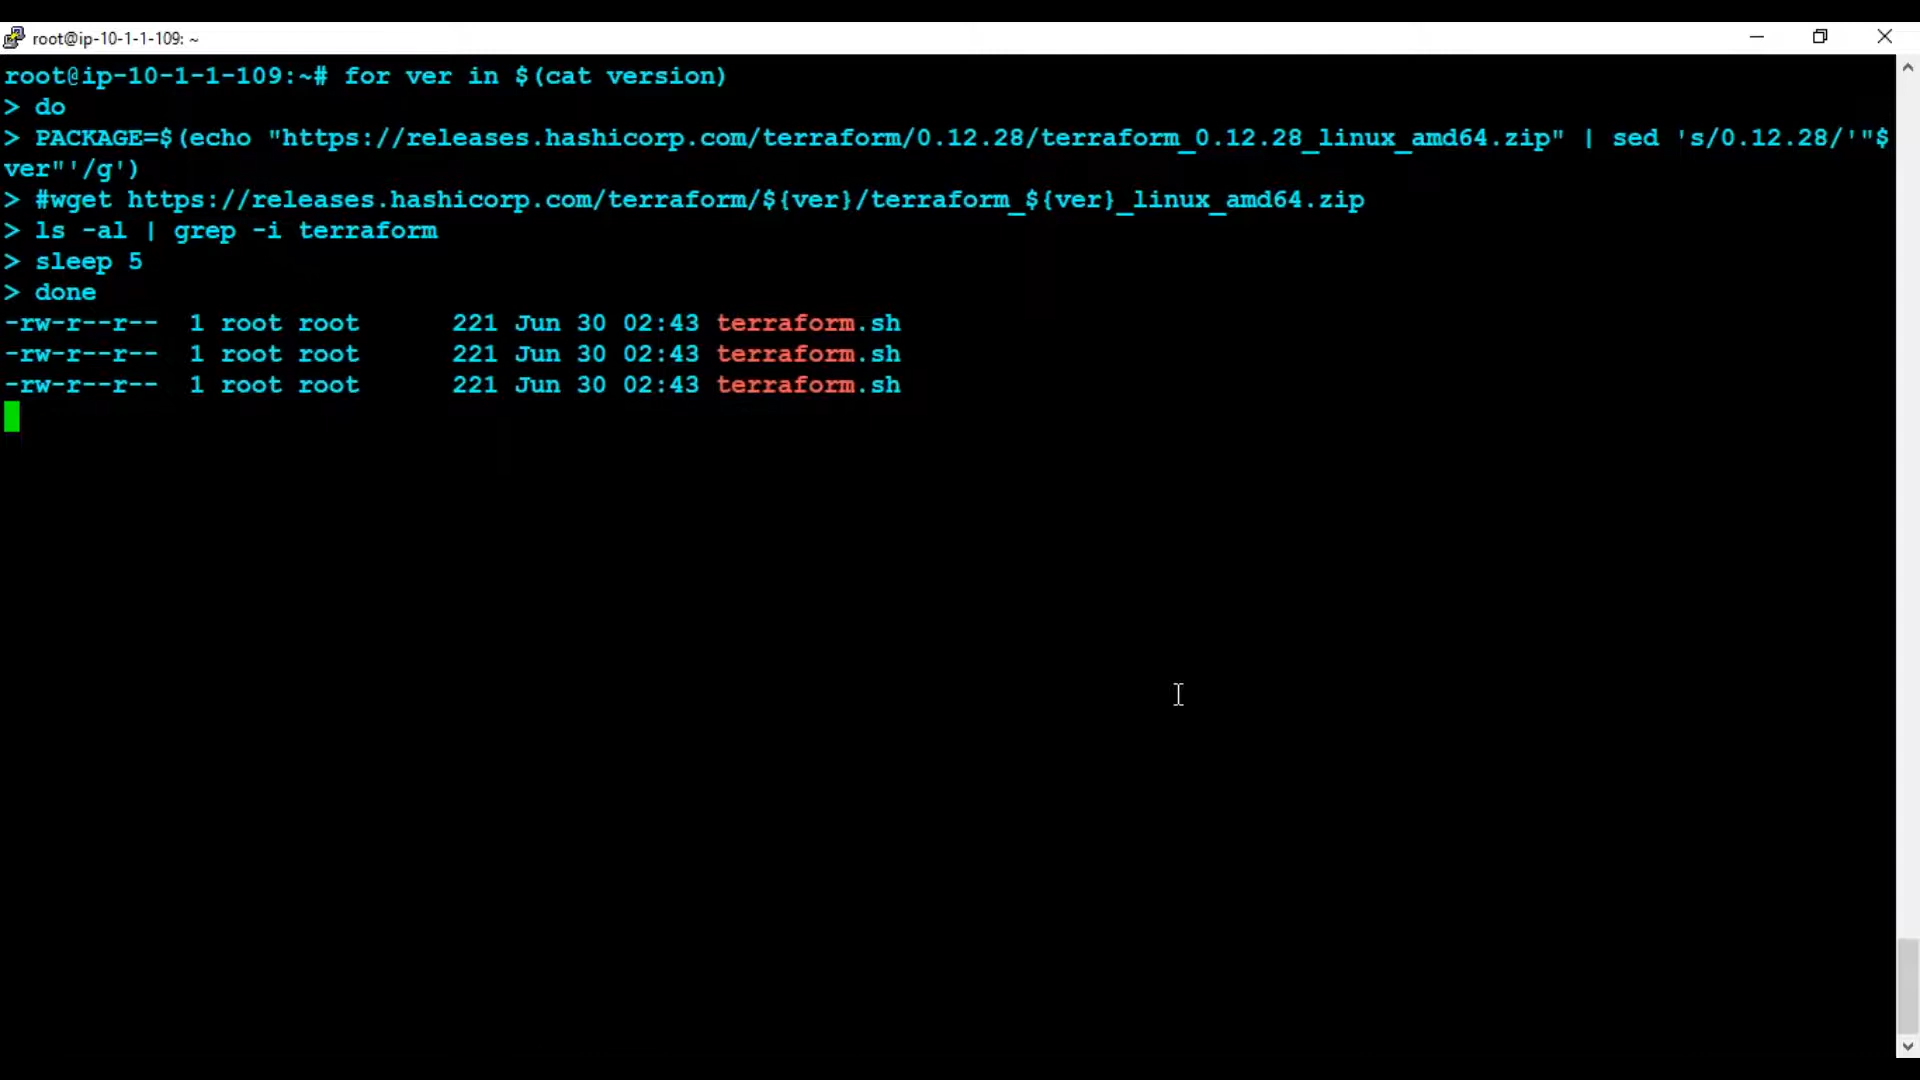 root@ip-10-1-1-109: ~
root@ip-10-1-1-109:~# for ver in $(cat version)
> do
> PACKAGE=$(echo "https://releases.hashicorp.com/terraform/0.12.28/terraform_0.12.28_linux_amd64.zip" | sed 's/0.12.28/'"$
ver"'/g')
> #wget https://releases.hashicorp.com/terraform/${ver}/terraform_${ver}_linux_amd64.zip
> ls -al | grep -i terraform
> sleep 5
> done
-rw-r--r--  1 root root      221 Jun 30 02:43 terraform.sh
-rw-r--r--  1 root root      221 Jun 30 02:43 terraform.sh
-rw-r--r--  1 root root      221 Jun 30 02:43 terraform.sh